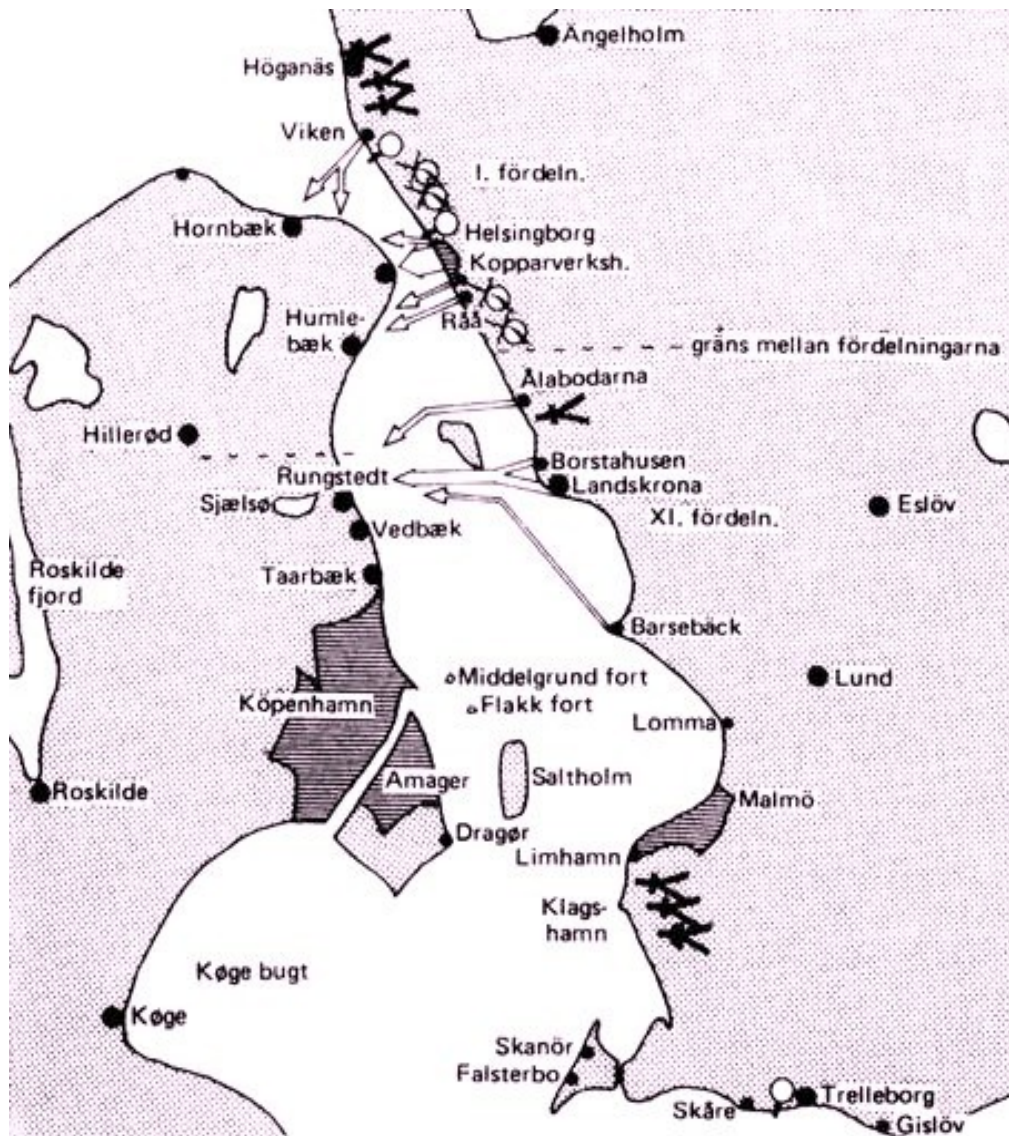 Ängelholm
Höganäs
Viken
I. fördeln.
Hornbæk
Helsingborg
Kopparverksh.
Råå
Humle-
bæk
gräns mellan fördelningarna
Ålabodarna
Hillerød
Borstahusen
Rungstedt
Landskrona
Sjælsø
XI. fördeln.
Eslöv
Vedbæk
Roskilde
fjord
Taarbæk
Barsebäck
Middelgrund fort
Lund
Köpenhamn
Flakk fort
Lomma
Amager
Saltholm
Roskilde
Malmö
Dragør
Limhamn
Klags-
hamn
Køge bugt
Køge
Skanör
Falsterbo
Trelleborg
Skåre
Gislöv